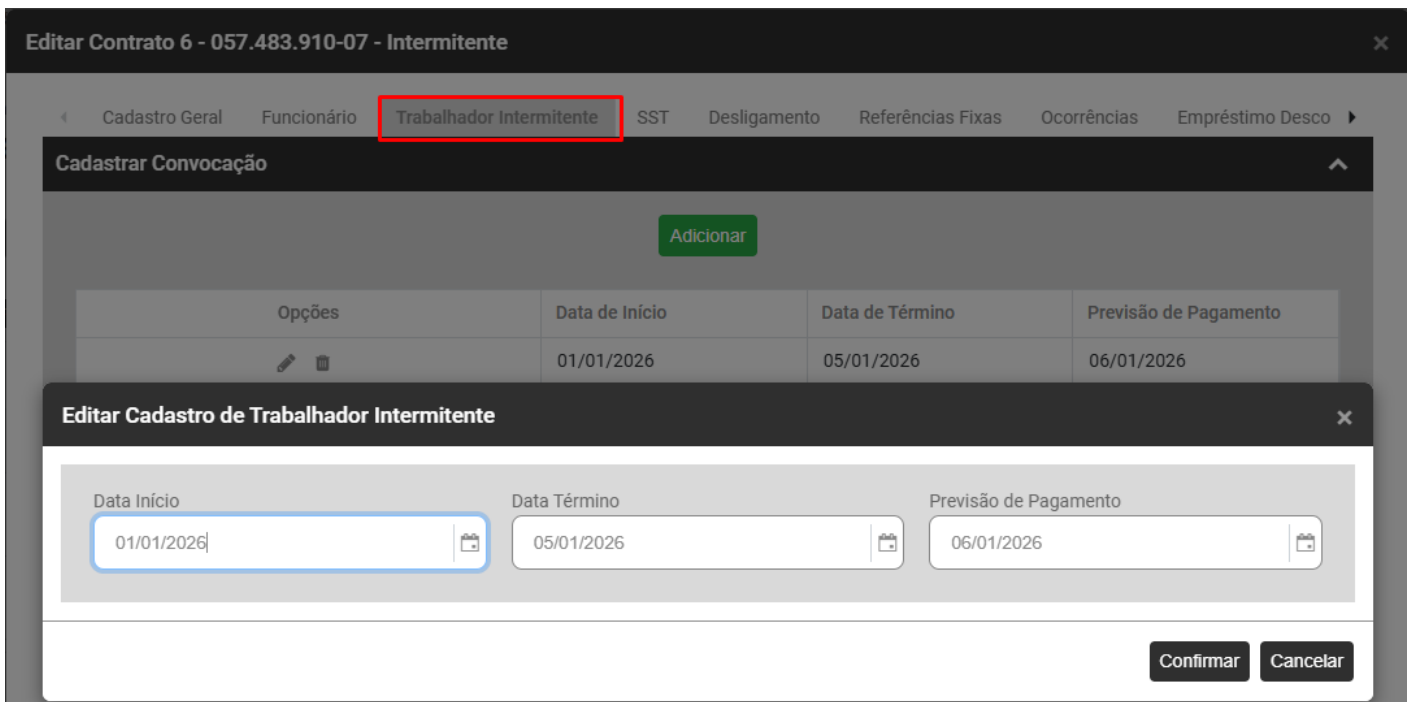 Editar Contrato 6 - 057.483.910-07 - Intermitente
Cadastro Geral Funcionário Trabalhador Intermitente SST Desligamento Referências Fixas Ocorrências Empréstimo Desco
Cadastrar Convocação
Adicionar
Opções Data de Início Data de Término Previsão de Pagamento
01/01/2026 05/01/2026 06/01/2026
Editar Cadastro de Trabalhador Intermitente
Data Início Data Término Previsão de Pagamento
01/01/2026 05/01/2026 06/01/2026
Confirmar Cancelar